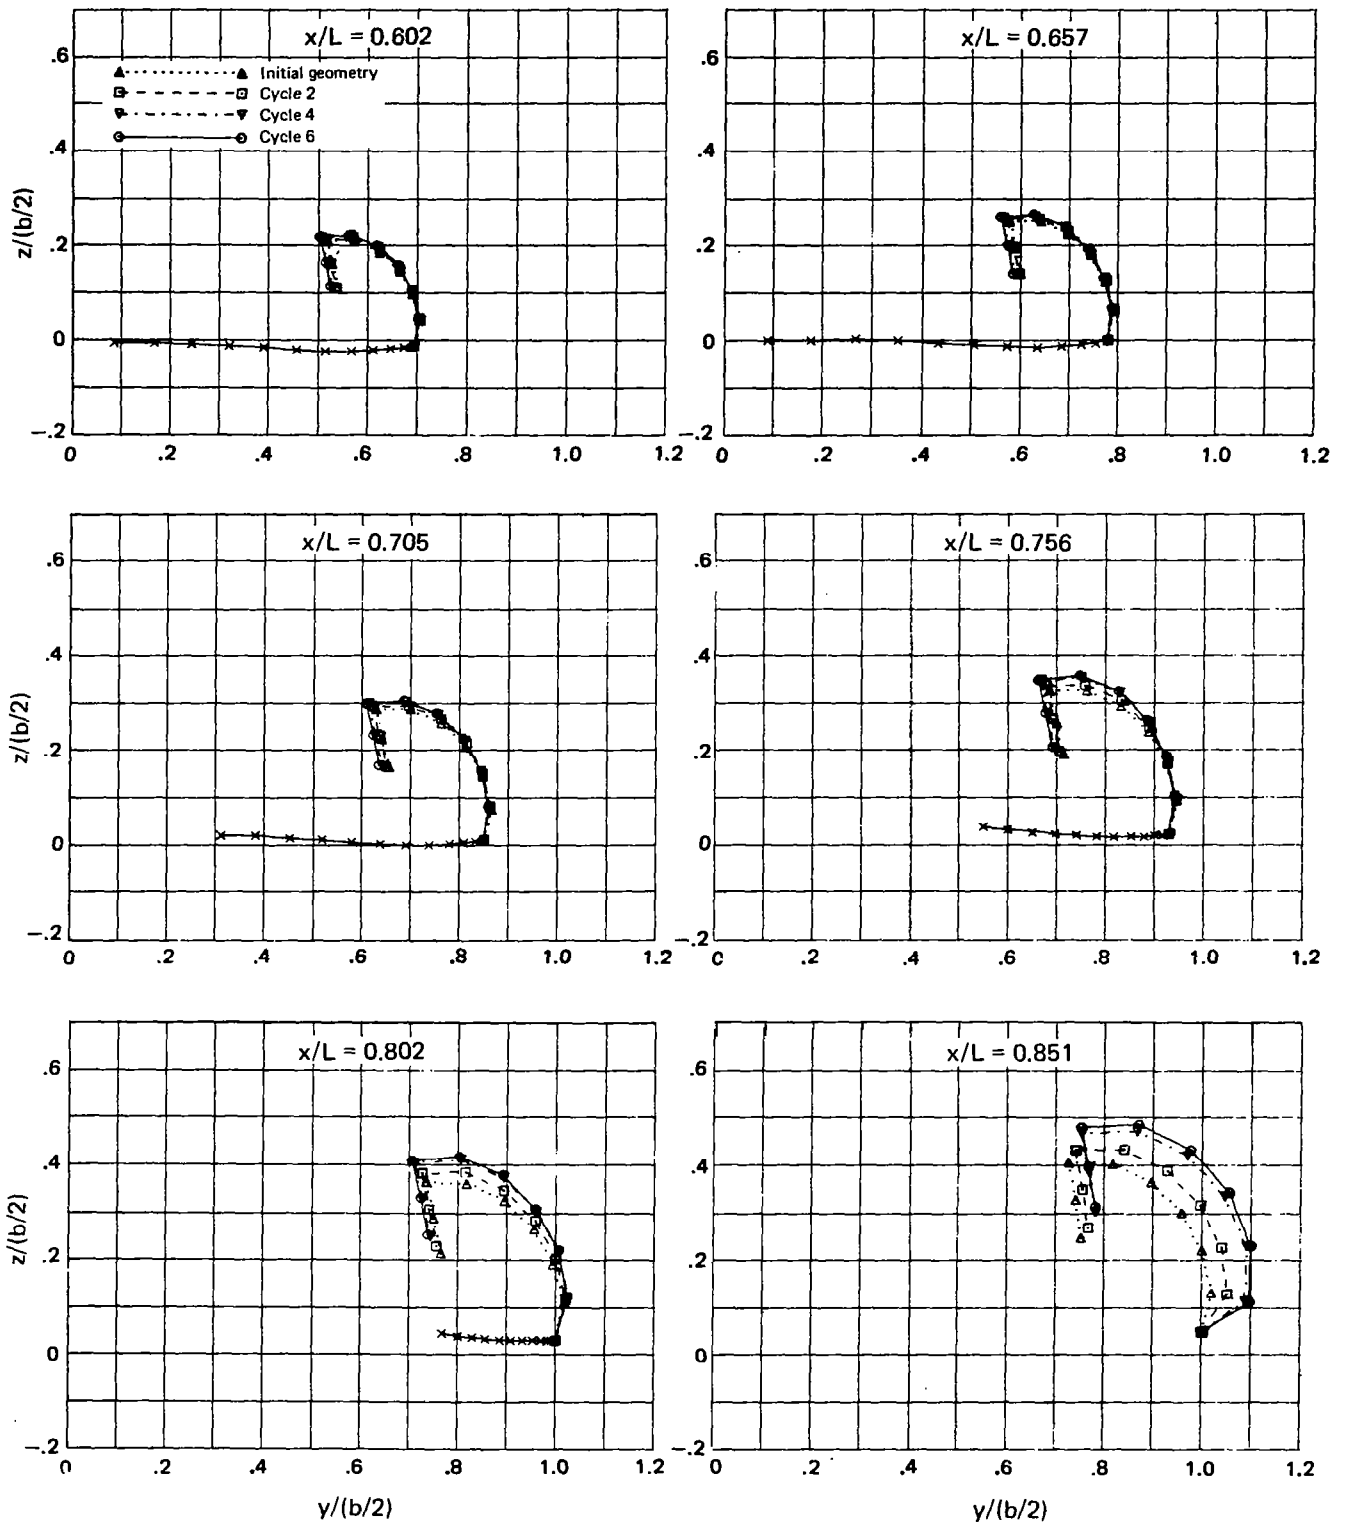 x/L = 0.602
.6
Initial geometry
Cycle 2
Cycle 4
Cycle 6
.4
.2
0
−.2
z/(b/2)
0 .2 .4 .6 .8 1.0 1.2
x/L = 0.657
.6
.4
.2
0
−.2
0 .2 .4 .6 .8 1.0 1.2
x/L = 0.705
.6
.4
.2
0
−.2
z/(b/2)
0 .2 .4 .6 .8 1.0 1.2
x/L = 0.756
.6
.4
.2
0
−.2
0 .2 .4 .6 .8 1.0 1.2
x/L = 0.802
.6
.4
.2
0
−.2
z/(b/2)
0 .2 .4 .6 .8 1.0 1.2
y/(b/2)
x/L = 0.851
.6
.4
.2
0
−.2
0 .2 .4 .6 .8 1.0 1.2
y/(b/2)